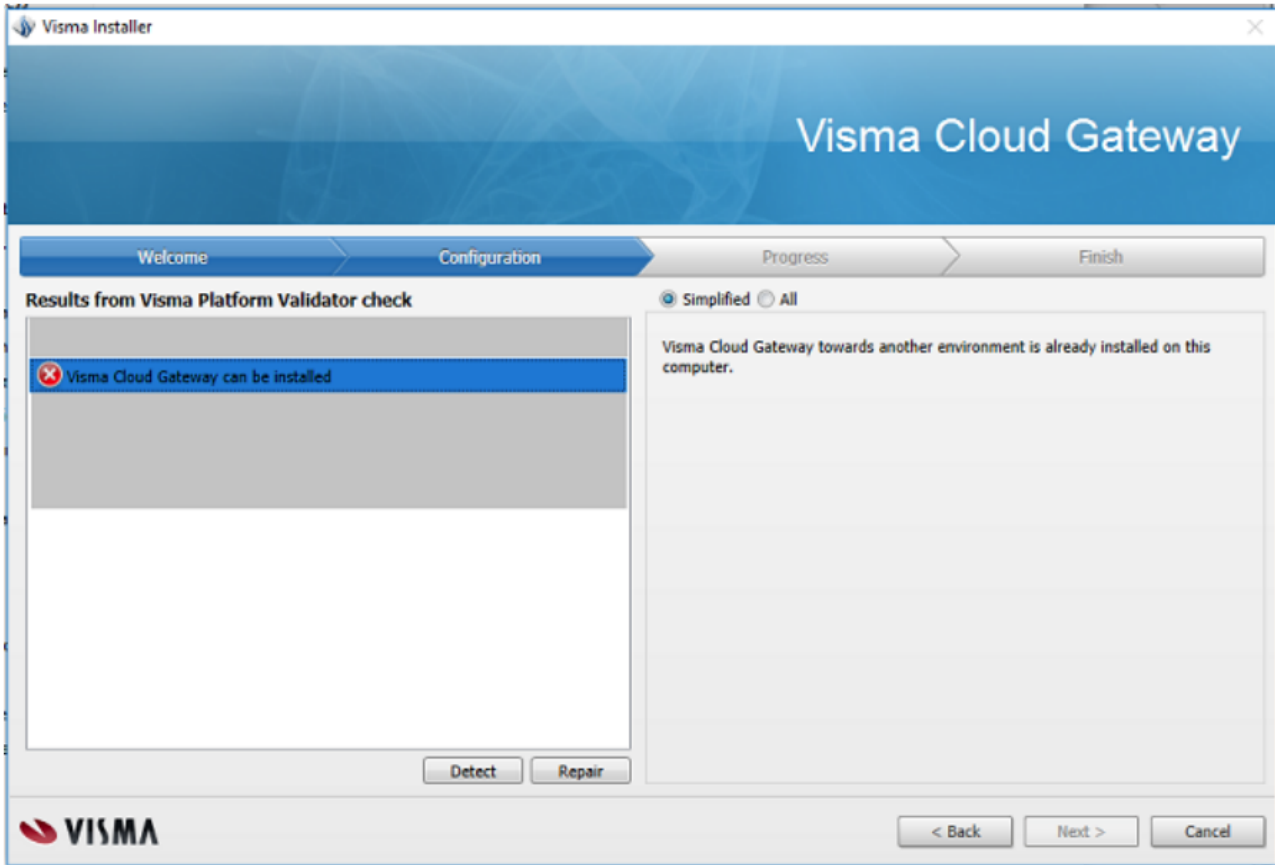 Visma Installer
Visma Cloud Gateway
Welcome
Configuration
Progress
Finish
Results from Visma Platform Validator check
Simplified
All
Visma Cloud Gateway can be installed
Visma Cloud Gateway towards another environment is already installed on this
computer.
Detect
Repair
VISMA
< Back
Next >
Cancel